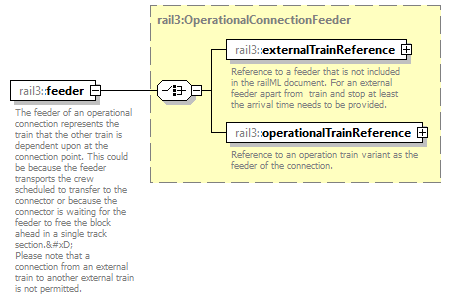 rail3:OperationalConnectionFeeder
rail3::externalTrainReference
Reference to a feeder that is not included
in the railML document. For an external
feeder apart from  train and stop at least
the arrival time needs to be provided.
rail3::feeder
The feeder of an operational
connection represents the
train that the other train is
dependent upon at the
connection point. This could
be because the feeder
transports the crew
scheduled to transfer to the
connector or because the
connector is waiting for the
feeder to free the block
ahead in a single track
section.&#xD;
Please note that a
connection from an external
train to another external train
is not permitted.
rail3::operationalTrainReference
Reference to an operation train variant as the
feeder of the connection.